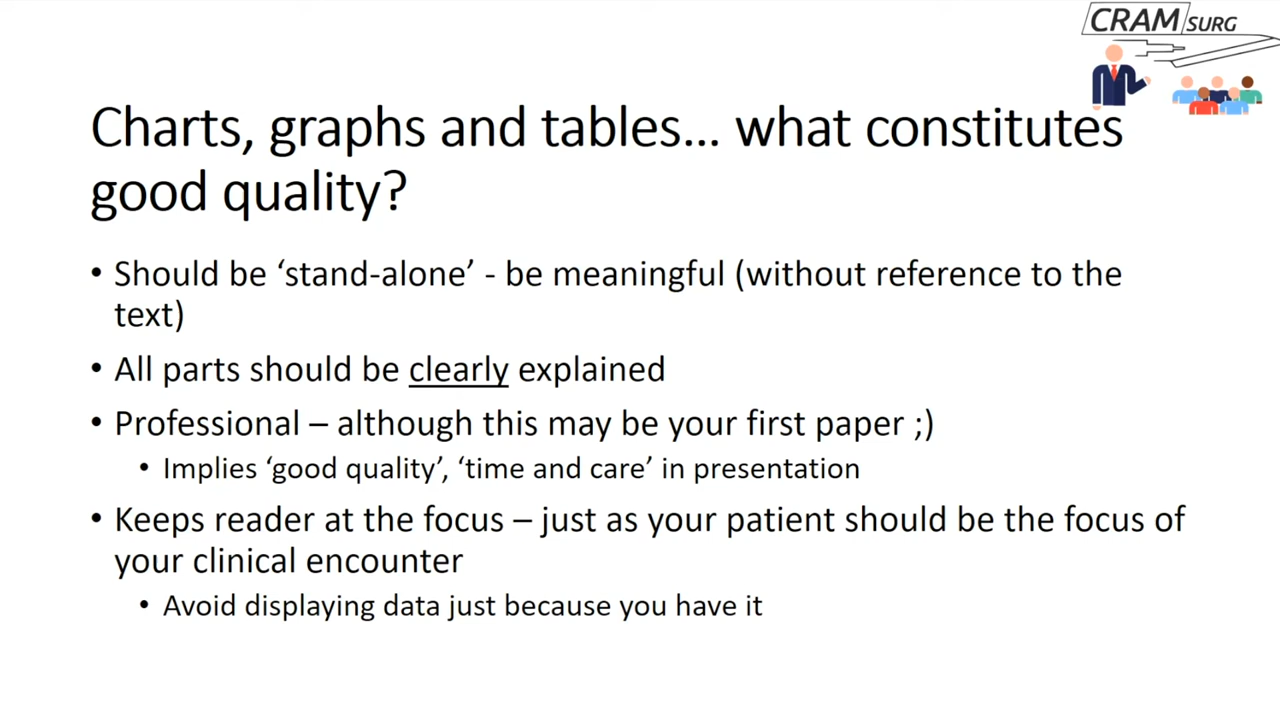 CRAM SURG
Charts, graphs and tables... what constitutes
good quality?
• Should be ‘stand-alone’ - be meaningful (without reference to the
text)
• All parts should be clearly explained
• Professional – although this may be your first paper ;)
• Implies ‘good quality’, ‘time and care’ in presentation
• Keeps reader at the focus – just as your patient should be the focus of
your clinical encounter
• Avoid displaying data just because you have it